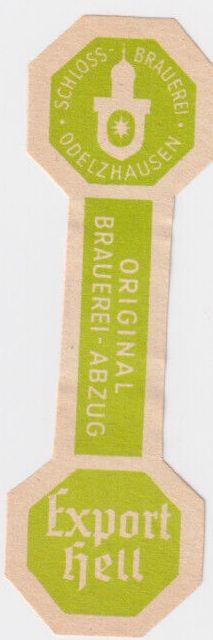 SCHLOSS-BRAUEREI
· ODELZHAUSEN ·
ORIGINAL
BRAUEREI-ABZUG
Export
Hell